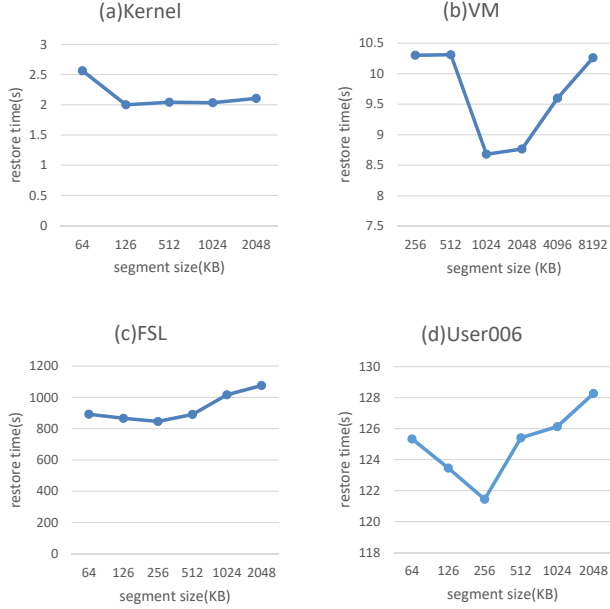 (a)Kernel
3
2.5
2
1.5
1
0.5
0
restore time(s)
64 126 512 1024 2048
segment size(KB)
(b)VM
10.5
10
9.5
9
8.5
8
7.5
restore time(s)
256 512 1024 2048 4096 8192
segment size (KB)
(c)FSL
1200
1000
800
600
400
200
0
restore time(s)
64 126 256 512 1024 2048
segment size(KB)
(d)User006
130
128
126
124
122
120
118
restore time(s)
64 126 256 512 1024 2048
segment size(KB)